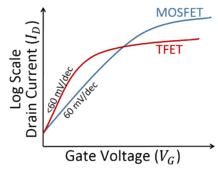 MOSFET
TFET
Log Scale
Drain Current (I_D)
<60 mV/dec
60 mV/dec
Gate Voltage (V_G)